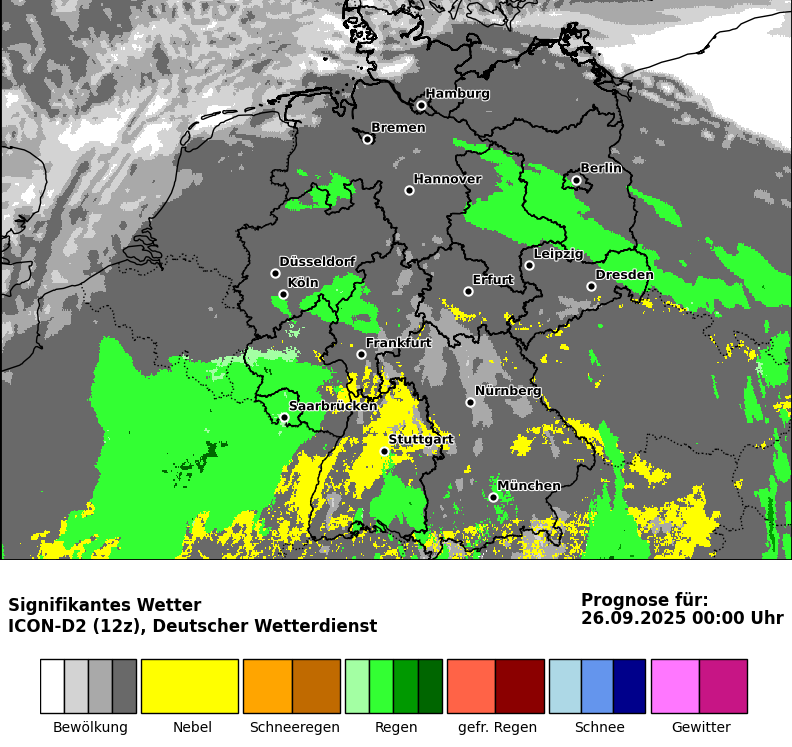 Hamburg
Bremen
Berlin
Hannover
Leipzig
Düsseldorf
Dresden
Köln
Erfurt
Frankfurt
Nürnberg
Saarbrücken
Stuttgart
München
Signifikantes Wetter
ICON-D2 (12z), Deutscher Wetterdienst
Prognose für:
26.09.2025 00:00 Uhr
Bewölkung Nebel Schneeregen Regen gefr. Regen Schnee Gewitter